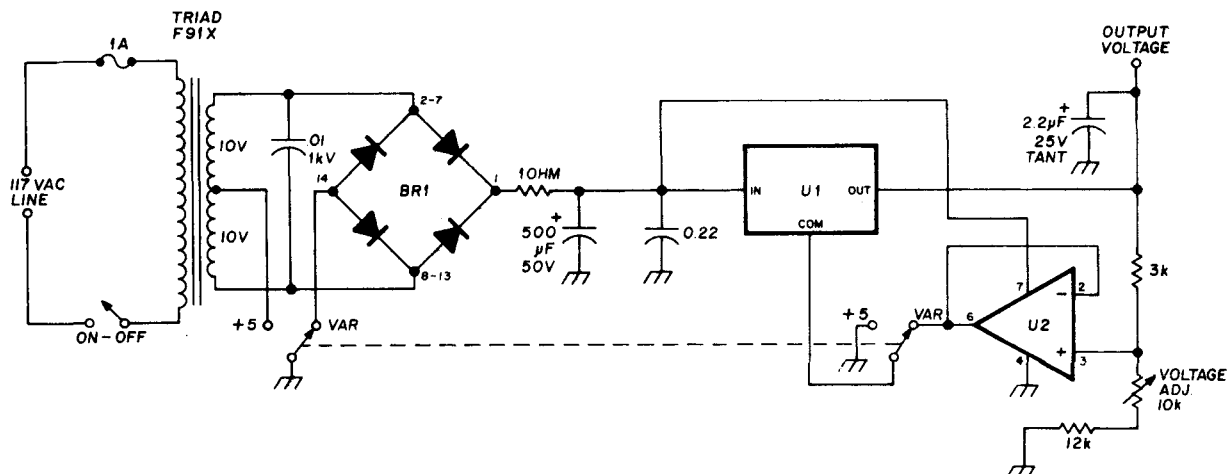 TRIAD
F91X
1A
117 VAC
LINE
ON-OFF
10V
10V
.01
1kV
+5
VAR
2-7
14
BR1
1
8-13
1 OHM
+
500
µF
50V
0.22
IN
U1
OUT
COM
+5
VAR
6
7
U2
4
-
2
+
3
OUTPUT
VOLTAGE
+
2.2µF
25V
TANT
3k
VOLTAGE
ADJ.
10k
12k